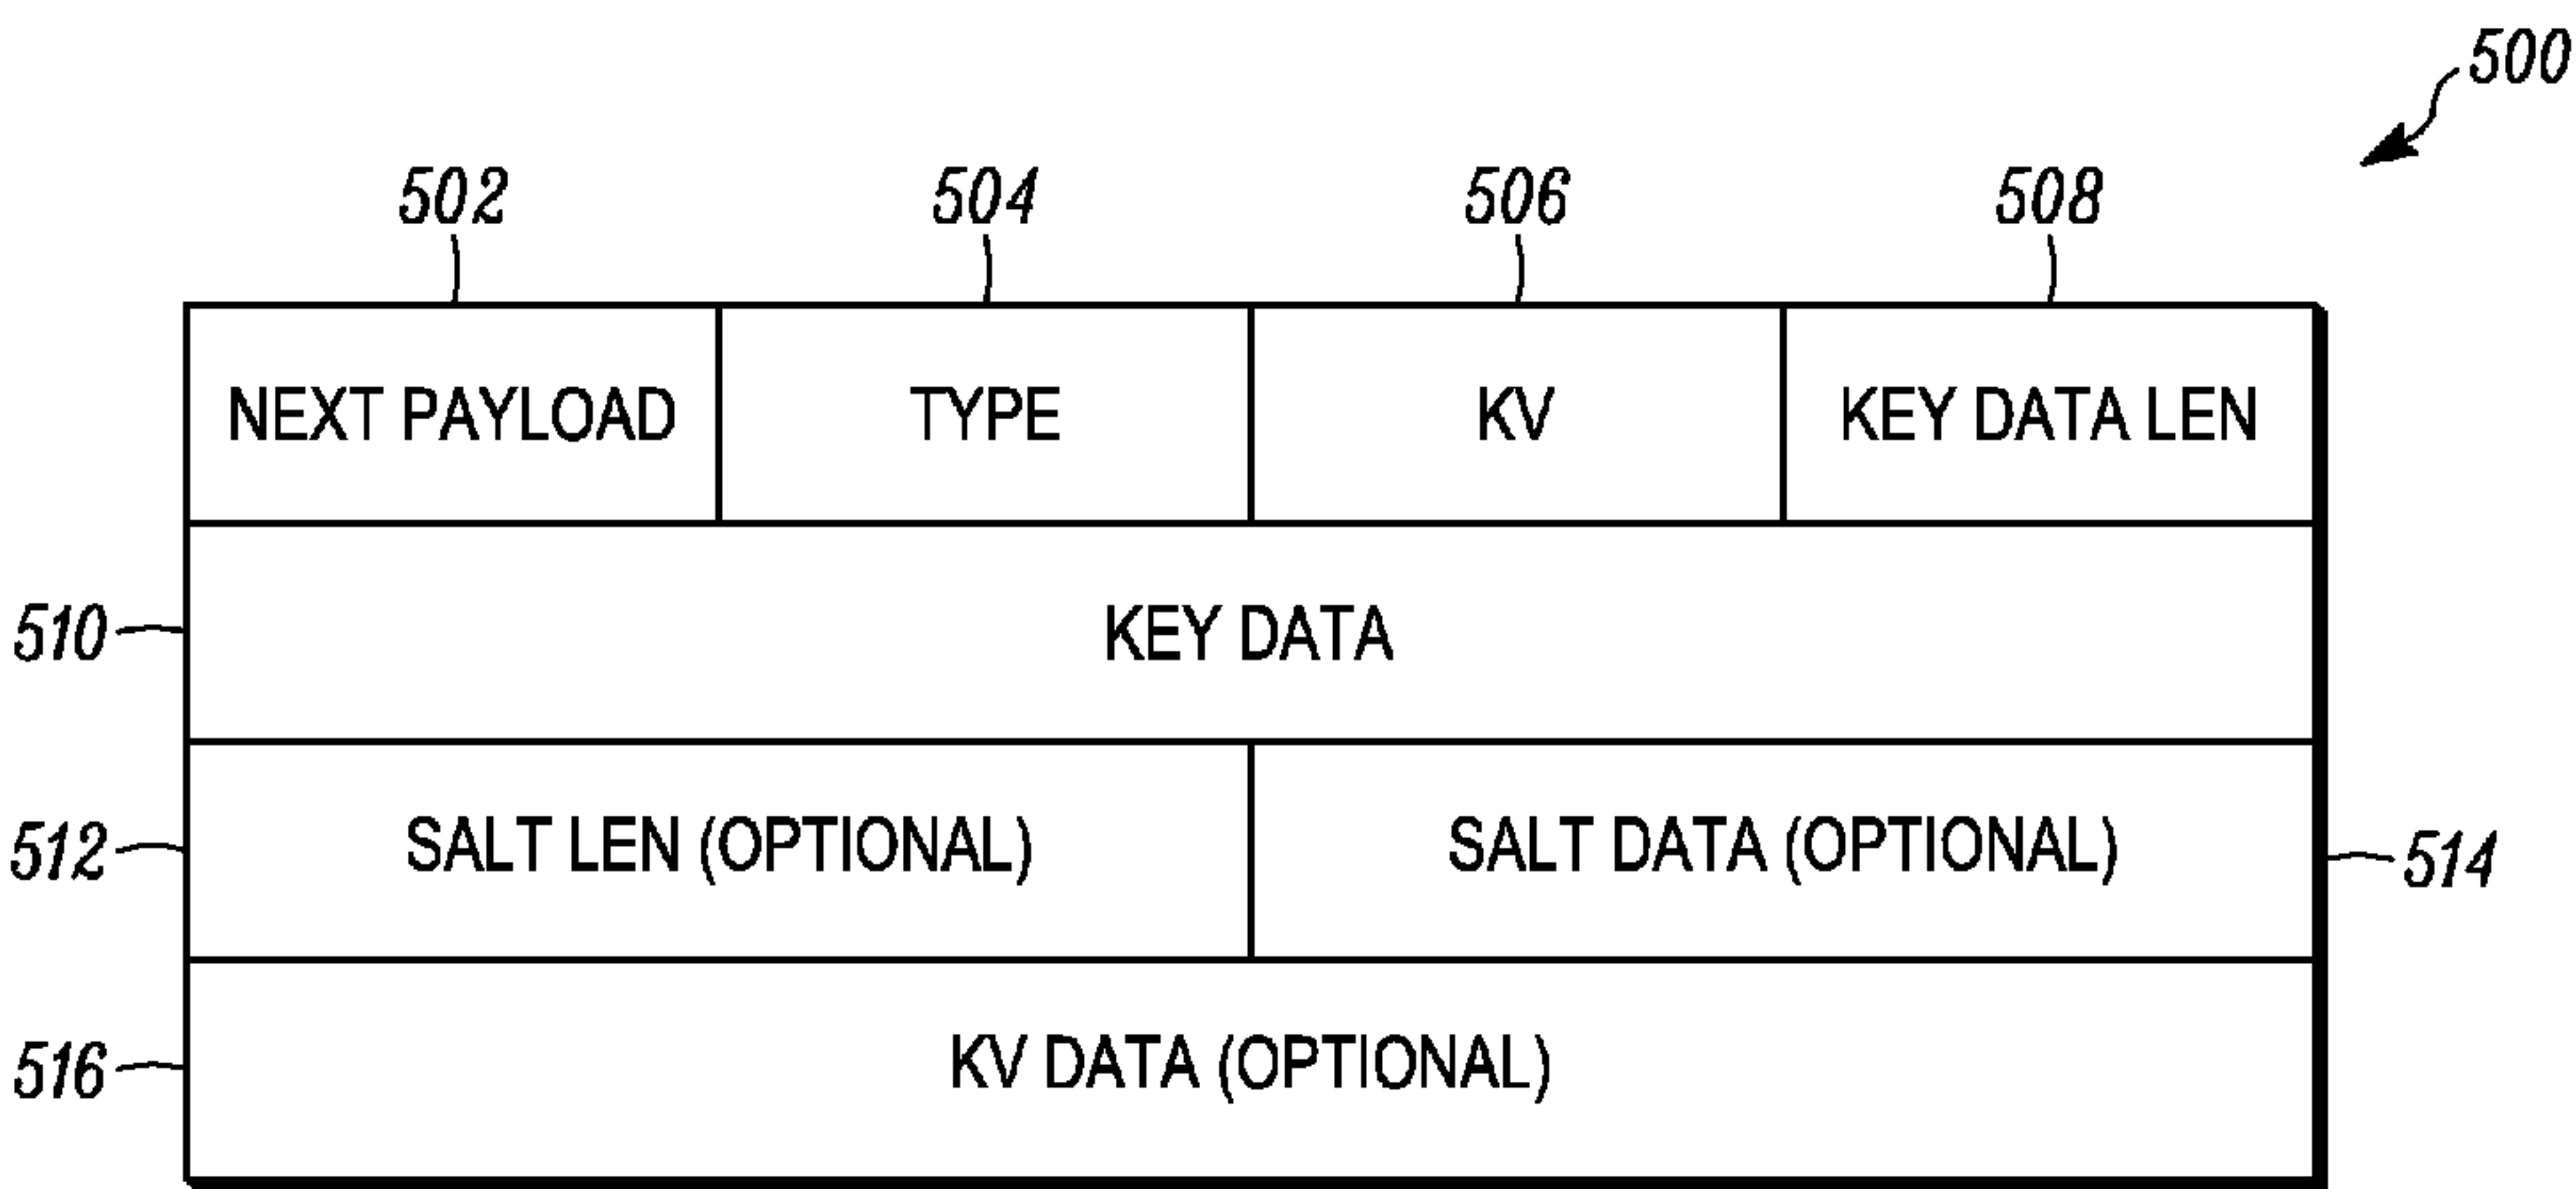 500
502 504 506 508
NEXT PAYLOAD TYPE KV KEY DATA LEN
510 KEY DATA
512 SALT LEN (OPTIONAL) SALT DATA (OPTIONAL) 514
516 KV DATA (OPTIONAL)